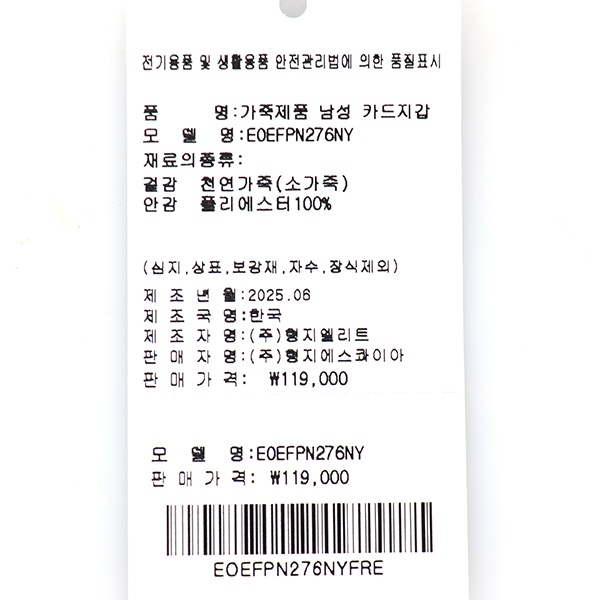 전기용품 및 생활용품 안전관리법에 의한 품질표시
품 명:가죽제품 남성 카드지갑
모 델 명:EOEFPN276NY
재료의종류:
겉감 천연가죽(소가죽)
안감 폴리에스터100%
(심지,상표,보강재,자수,장식제외)
제 조 년 월:2025.06
제 조 국 명:한국
제 조 자 명:(주)형지엘리트
판 매 자 명:(주)형지에스콰이아
판 매 가 격: ₩119,000
모 델 명:EOEFPN276NY
판 매 가 격: ₩119,000
EOEFPN276NYFRE